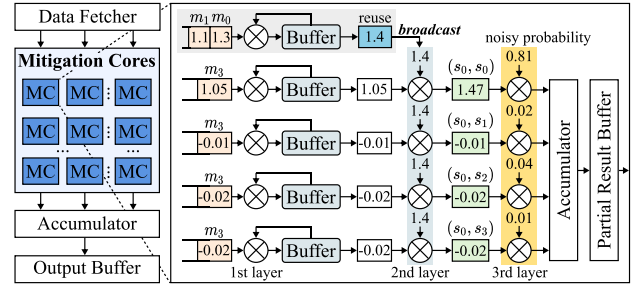 Data Fetcher
Mitigation Cores
MC MC MC
MC MC MC
... ...
MC MC MC
Accumulator
Output Buffer
m1 m0
1.1 1.3
Buffer
reuse
1.4
broadcast
noisy probability
m3
1.05
Buffer
1.05
1.4
(s0, s0)
1.47
0.81
m3
-0.01
Buffer
-0.01
1.4
(s0, s1)
-0.01
0.02
m3
-0.02
Buffer
-0.02
1.4
(s0, s2)
-0.02
0.04
m3
-0.02
Buffer
-0.02
1.4
(s0, s3)
-0.02
0.01
1st layer
2nd layer
3rd layer
Accumulator
Partial Result Buffer